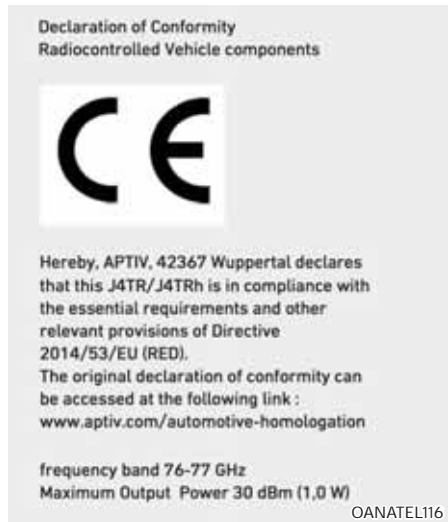 Declaration of Conformity
Radiocontrolled Vehicle components
CE
Hereby, APTIV, 42367 Wuppertal declares
that this J4TR/J4TRh is in compliance with
the essential requirements and other
relevant provisions of Directive
2014/53/EU (RED).
The original declaration of conformity can
be accessed at the following link :
www.aptiv.com/automotive-homologation
frequency band 76-77 GHz
Maximum Output Power 30 dBm (1,0 W)
OANATEL116